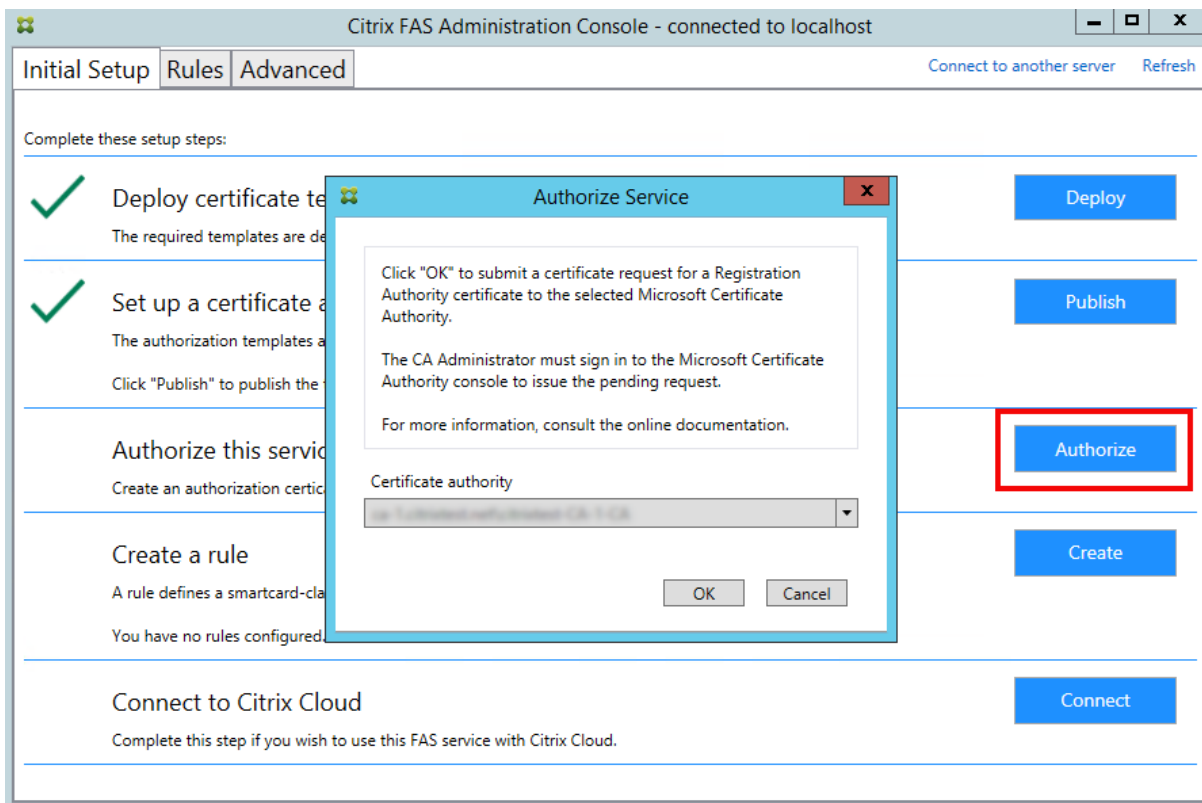 Citrix FAS Administration Console - connected to localhost
Initial Setup Rules Advanced Connect to another server Refresh
Complete these setup steps:
Deploy certificate
Deploy
The required templates are
Authorize Service
Click "OK" to submit a certificate request for a Registration
Authority certificate to the selected Microsoft Certificate
Authority.
The CA Administrator must sign in to the Microsoft Certificate
Authority console to issue the pending request.
For more information, consult the online documentation.
Certificate authority
OK Cancel
Set up a certificate
Publish
The authorization templates
Click "Publish" to publish the
Authorize this
Authorize
Create an authorization
Create a rule
Create
A rule defines a
You have no rules configured.
Connect to Citrix Cloud
Connect
Complete this step if you wish to use this FAS service with Citrix Cloud.